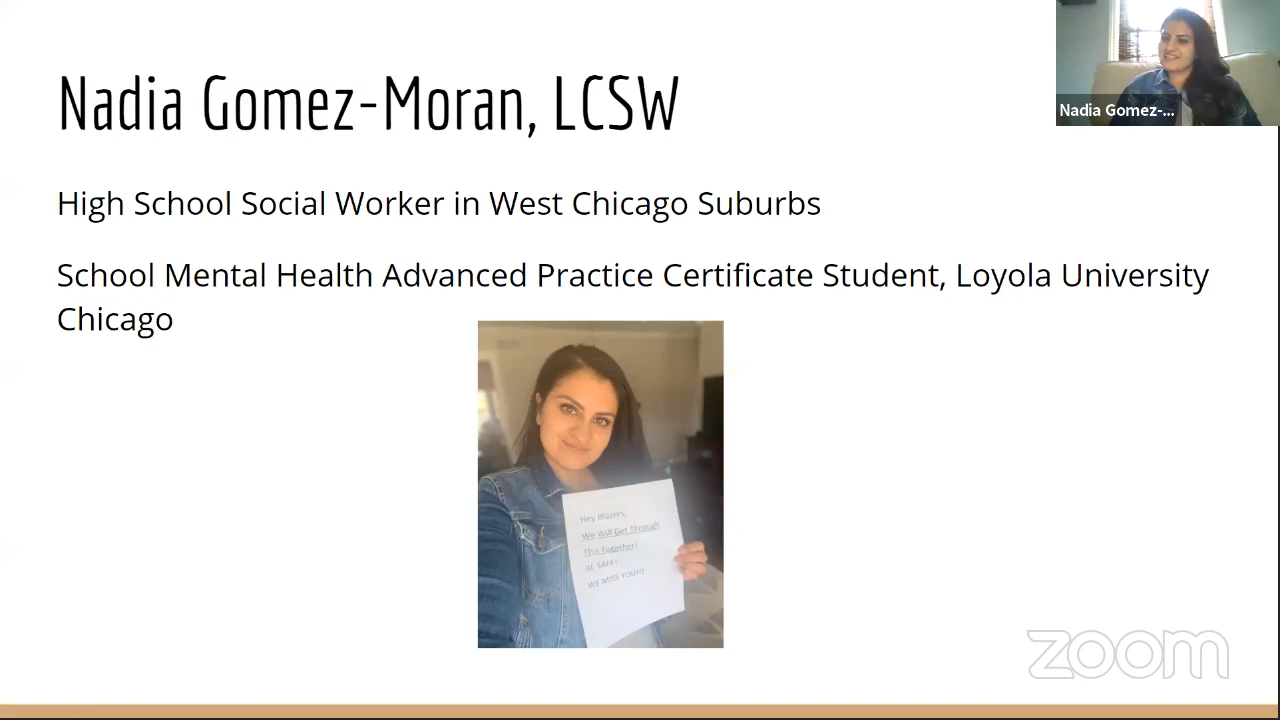 Nadia Gomez-Moran, LCSW
Nadia Gomez-...
High School Social Worker in West Chicago Suburbs
School Mental Health Advanced Practice Certificate Student, Loyola University
Chicago
Hey Blazers,
We Will Get Through
This Together!
BE SAFE!
WE MISS YOU!!!
zoom